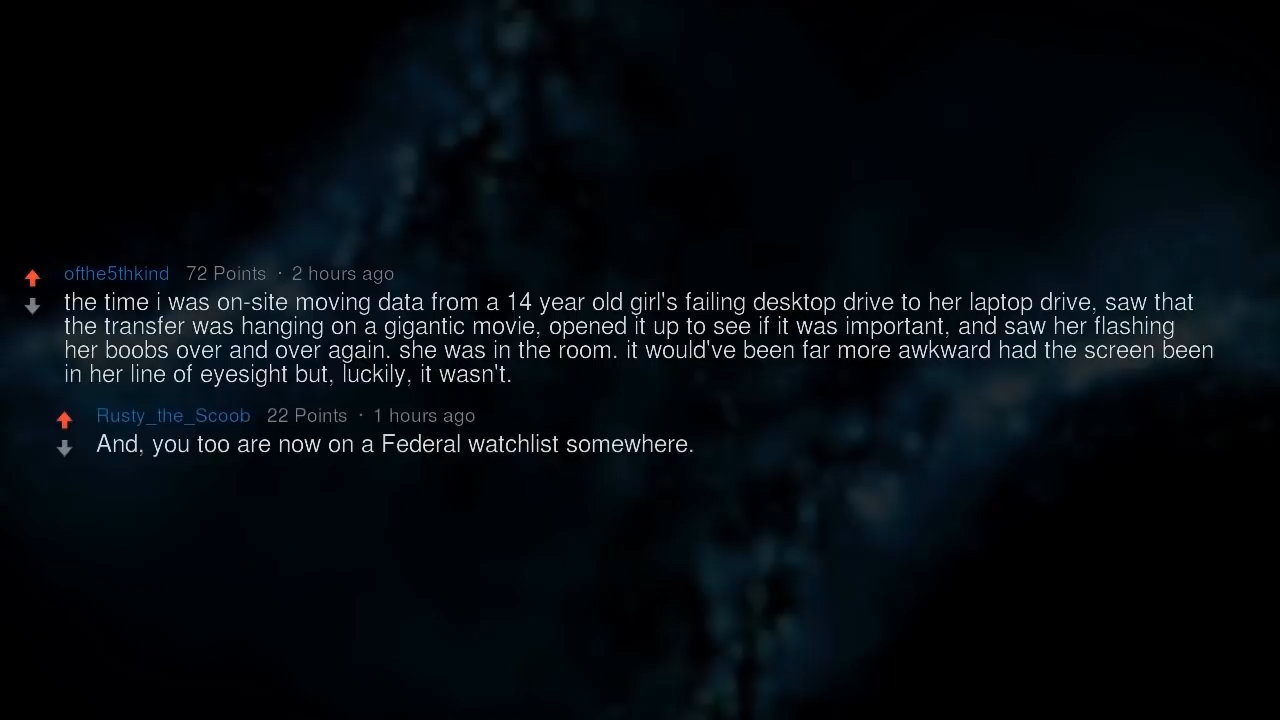 ofthe5thkind 72 Points · 2 hours ago
the time i was on-site moving data from a 14 year old girl's failing desktop drive to her laptop drive, saw that
the transfer was hanging on a gigantic movie, opened it up to see if it was important, and saw her flashing
her boobs over and over again. she was in the room. it would've been far more awkward had the screen been
in her line of eyesight but, luckily, it wasn't.
Rusty_the_Scoob 22 Points · 1 hours ago
And, you too are now on a Federal watchlist somewhere.